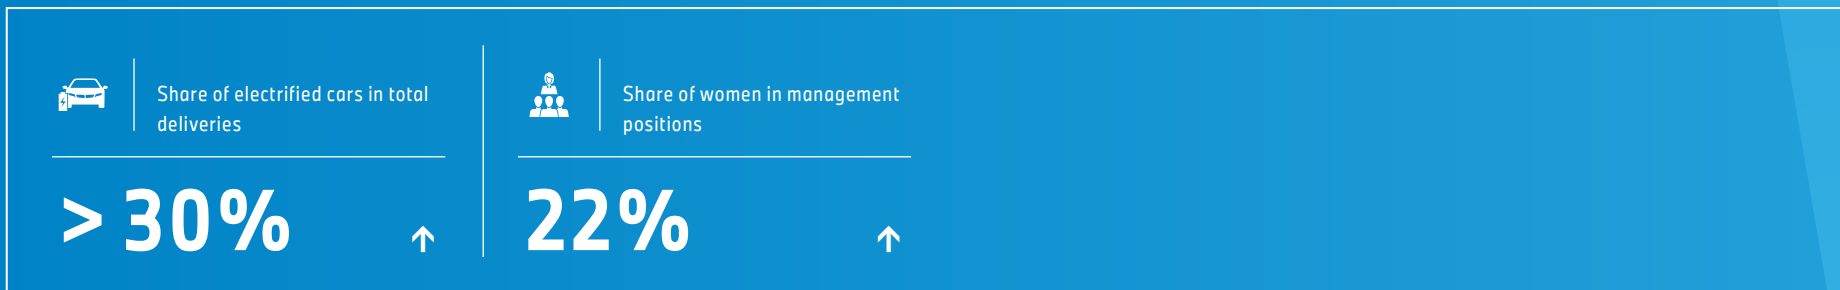 Share of electrified cars in total
deliveries
> 30%
Share of women in management
positions
22%